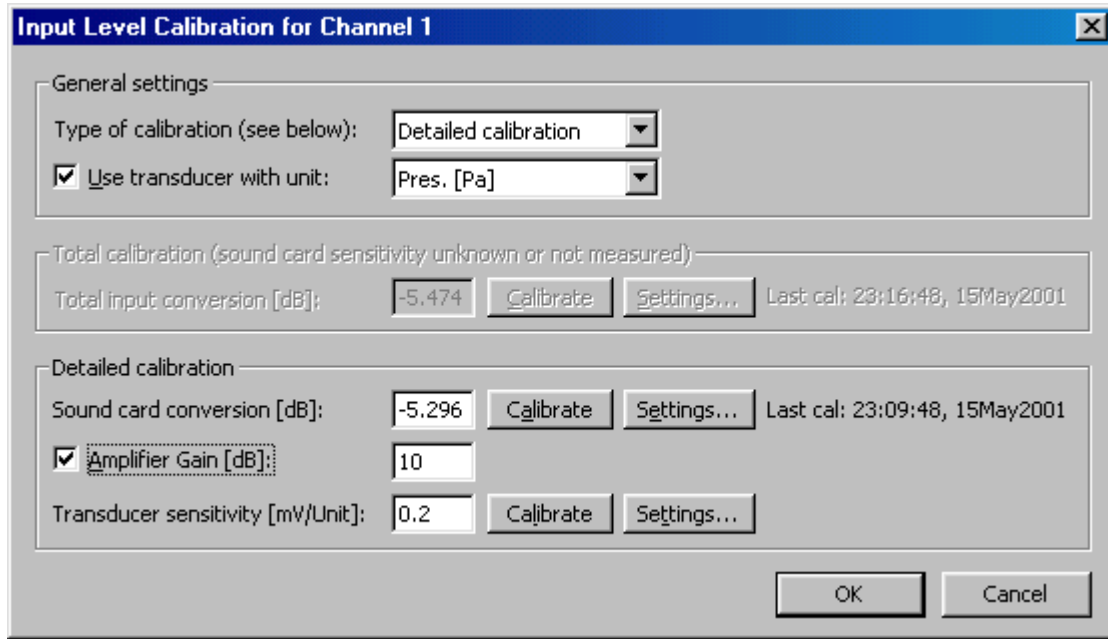 Input Level Calibration for Channel 1
General settings
Type of calibration (see below): Detailed calibration
Use transducer with unit: Pres. [Pa]
Total calibration (sound card sensitivity unknown or not measured)
Total input conversion [dB]: -5.474 Calibrate Settings... Last cal: 23:16:48, 15May2001
Detailed calibration
Sound card conversion [dB]: -5.296 Calibrate Settings... Last cal: 23:09:48, 15May2001
Amplifier Gain [dB]: 10
Transducer sensitivity [mV/Unit]: 0.2 Calibrate Settings...
OK Cancel